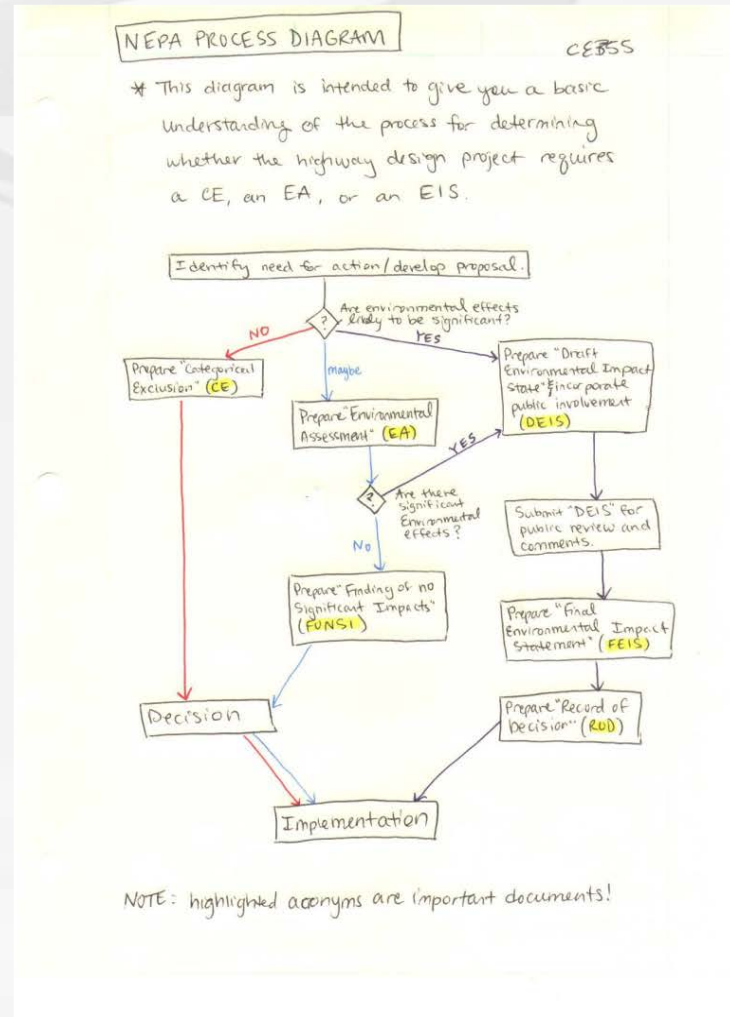 NEPA PROCESS DIAGRAM
CE355
* This diagram is intended to give you a basic
understanding of the process for determining
whether the highway design project requires
a CE, an EA, or an EIS.
Identify need for action/develop proposal.
?
Are environmental effects
likely to be significant?
NO
YES
maybe
Prepare "Categorical
Exclusion" (CE)
Prepare "Draft
Environmental Impact
State" & incorporate
public involvement
(DEIS)
Prepare "Environmental
Assessment" (EA)
YES
?
Are there
significant
Environmental
effects?
No
Submit "DEIS" for
public review and
comments.
Prepare "Finding of no
Significant Impacts"
(FONSI)
Prepare "Final
Environmental Impact
Statement" (FEIS)
Decision
Prepare "Record of
Decision" (ROD)
Implementation
NOTE: highlighted acronyms are important documents!